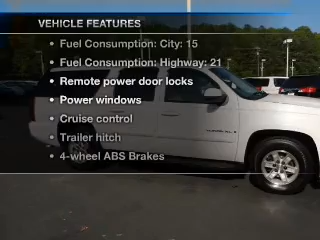 VEHICLE FEATURES
• Fuel Consumption: City: 15
• Fuel Consumption: Highway: 21
• Remote power door locks
• Power windows
• Cruise control
• Trailer hitch
• 4-wheel ABS Brakes